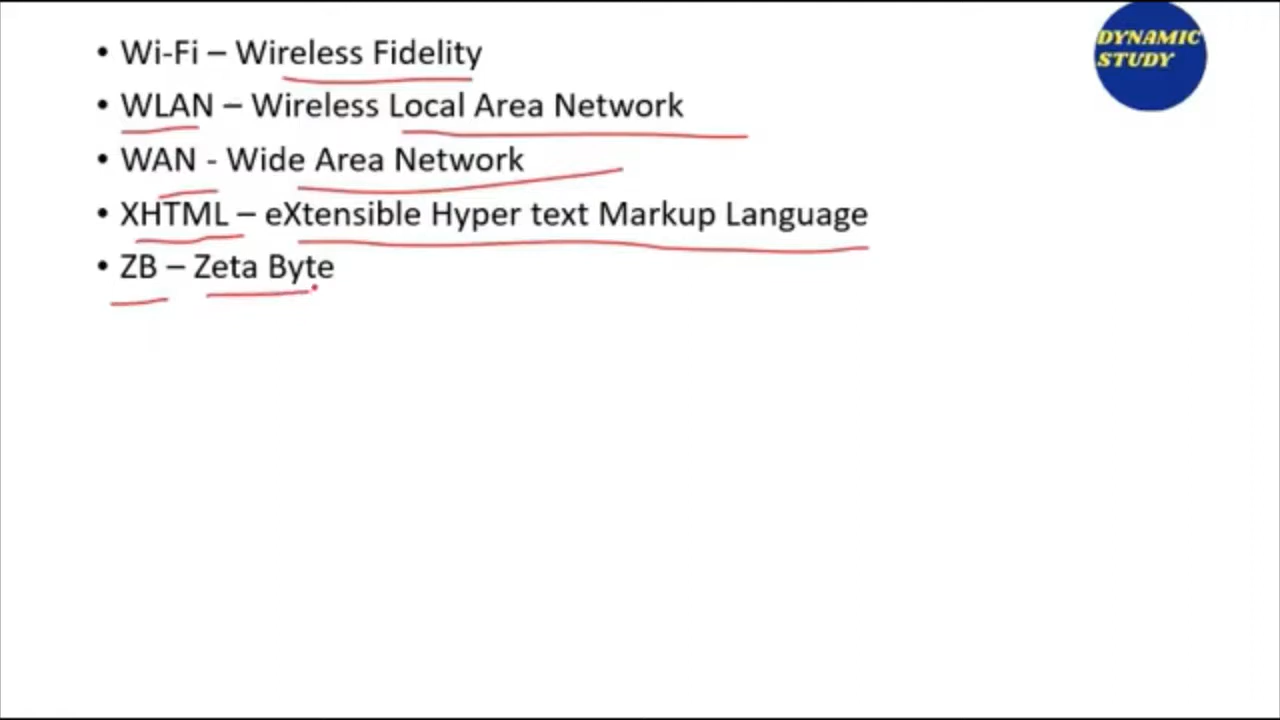 • Wi-Fi – Wireless Fidelity
• WLAN – Wireless Local Area Network
• WAN - Wide Area Network
• XHTML – eXtensible Hyper text Markup Language
• ZB – Zeta Byte
DYNAMIC
STUDY